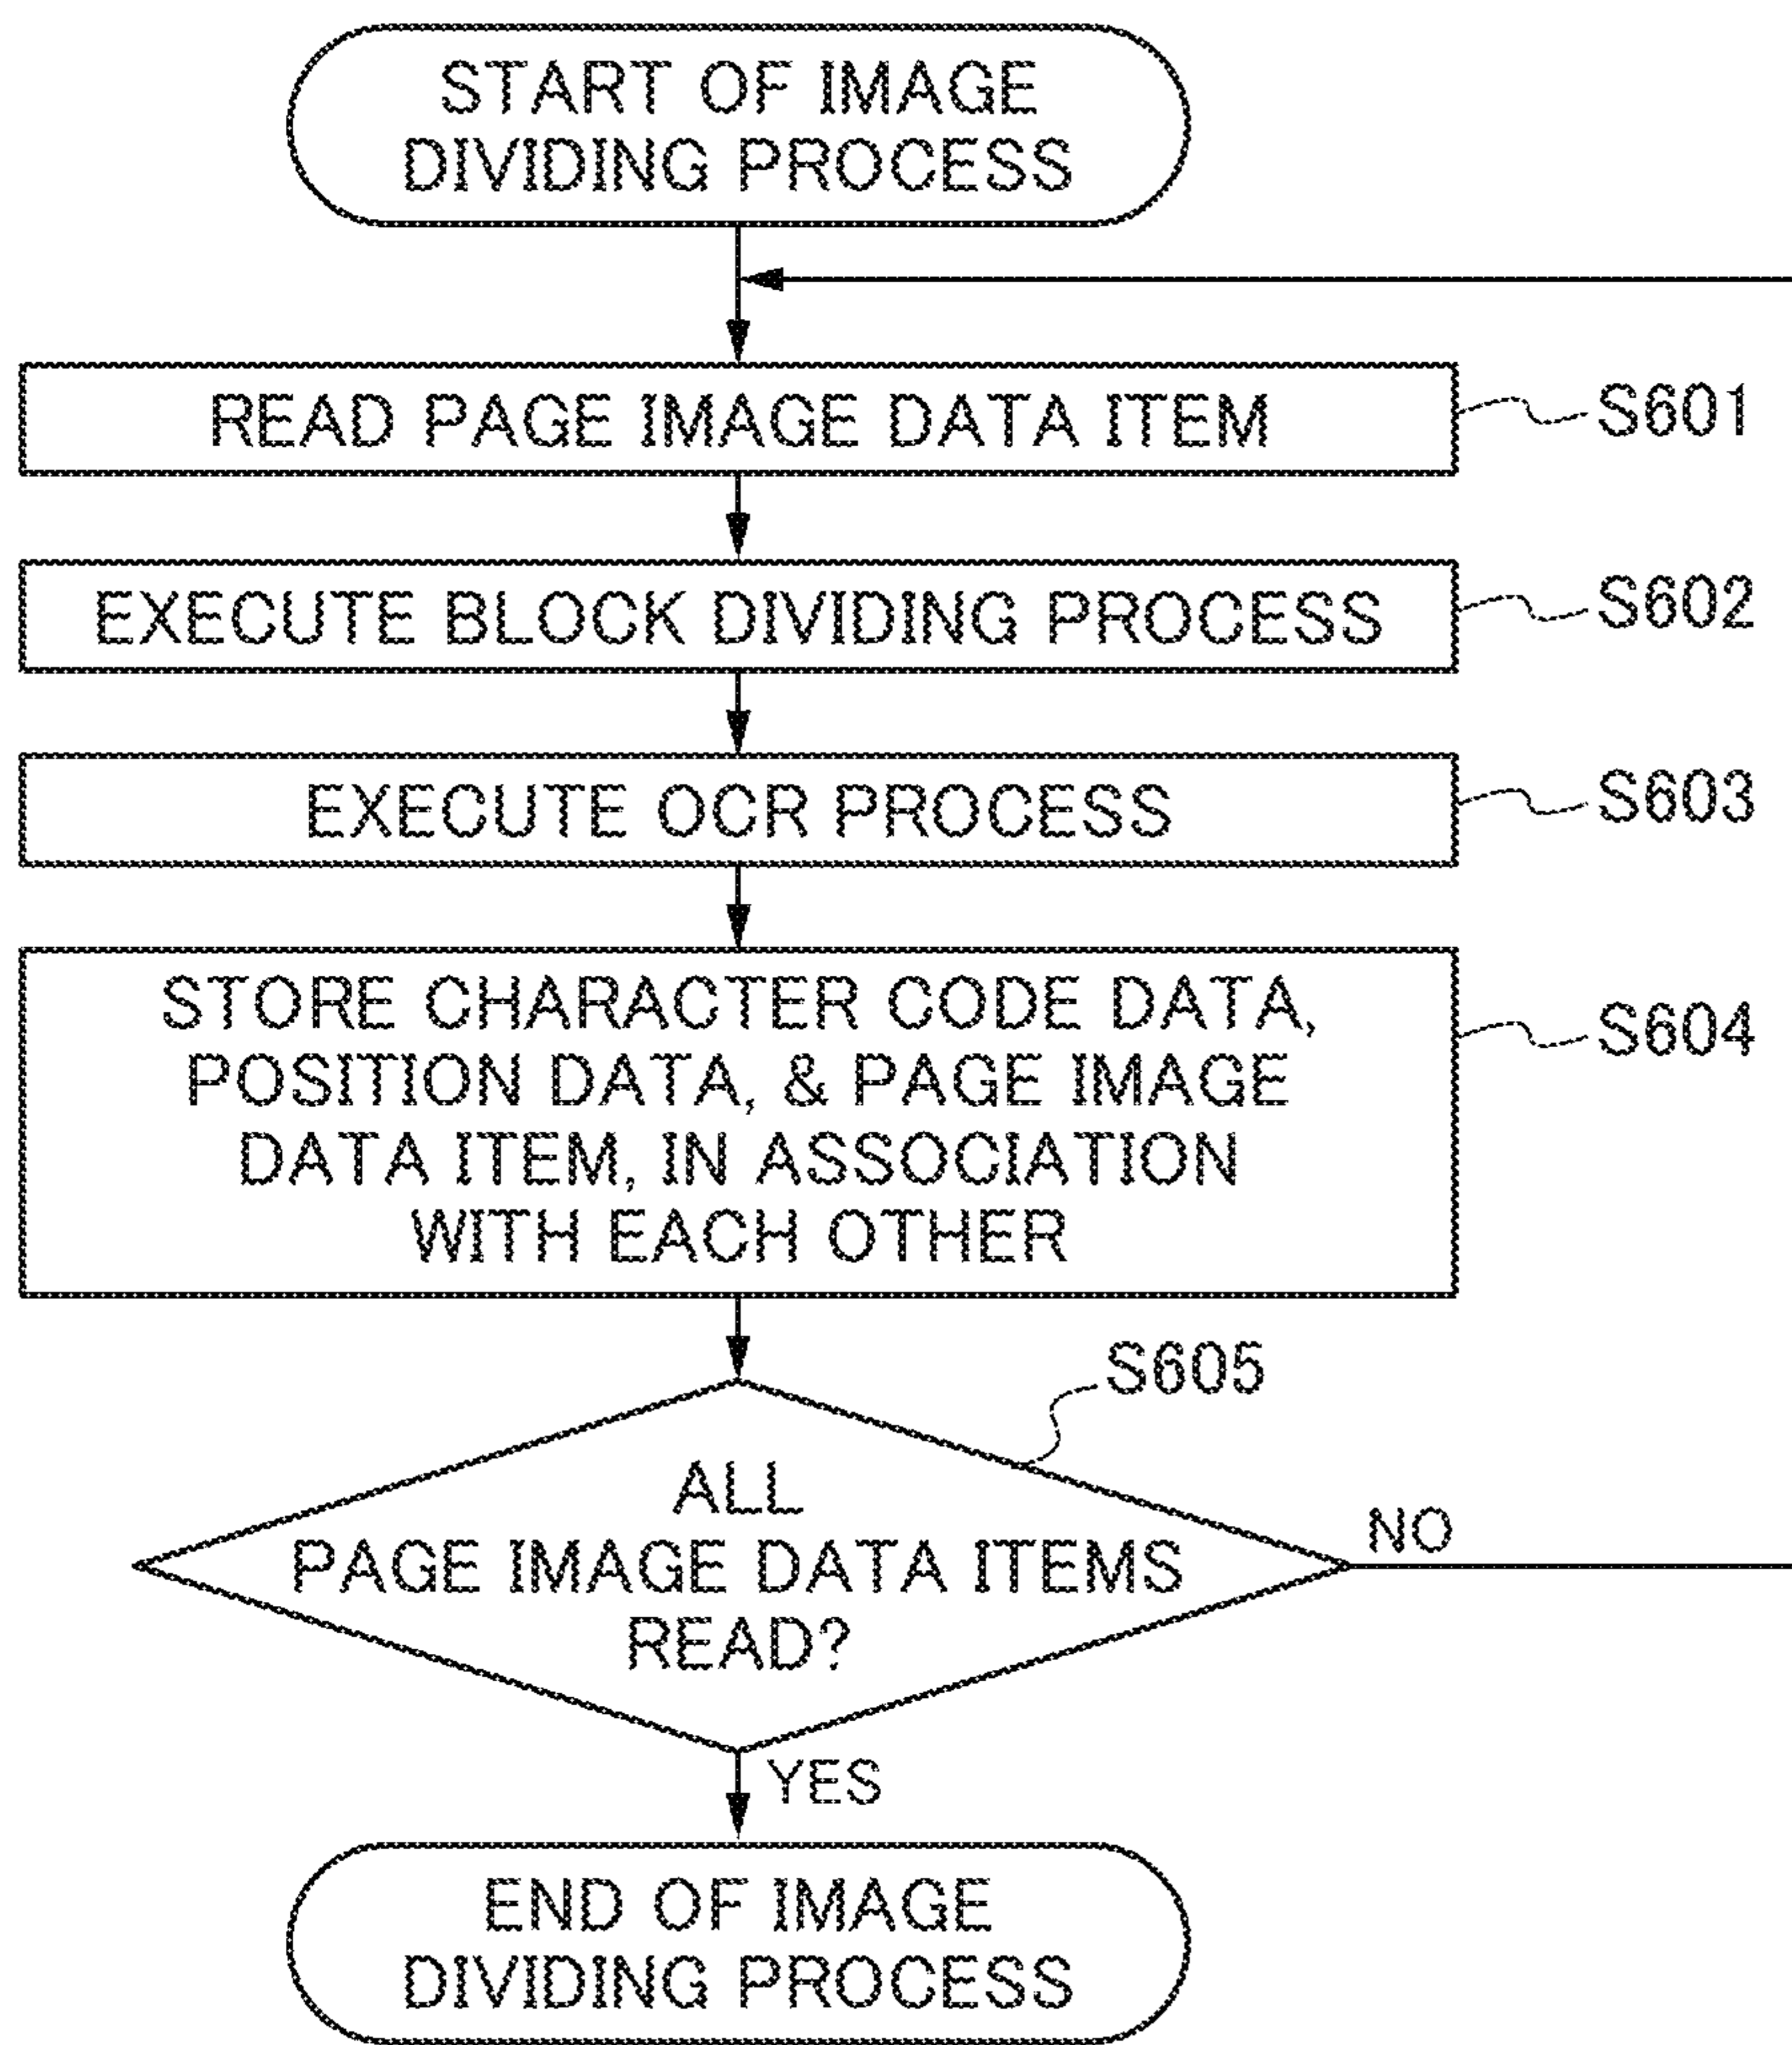 START OF IMAGE
DIVIDING PROCESS
READ PAGE IMAGE DATA ITEM
S601
EXECUTE BLOCK DIVIDING PROCESS
S602
EXECUTE OCR PROCESS
S603
STORE CHARACTER CODE DATA,
POSITION DATA, & PAGE IMAGE
DATA ITEM, IN ASSOCIATION
WITH EACH OTHER
S604
S605
ALL
PAGE IMAGE DATA ITEMS
READ?
NO
YES
END OF IMAGE
DIVIDING PROCESS